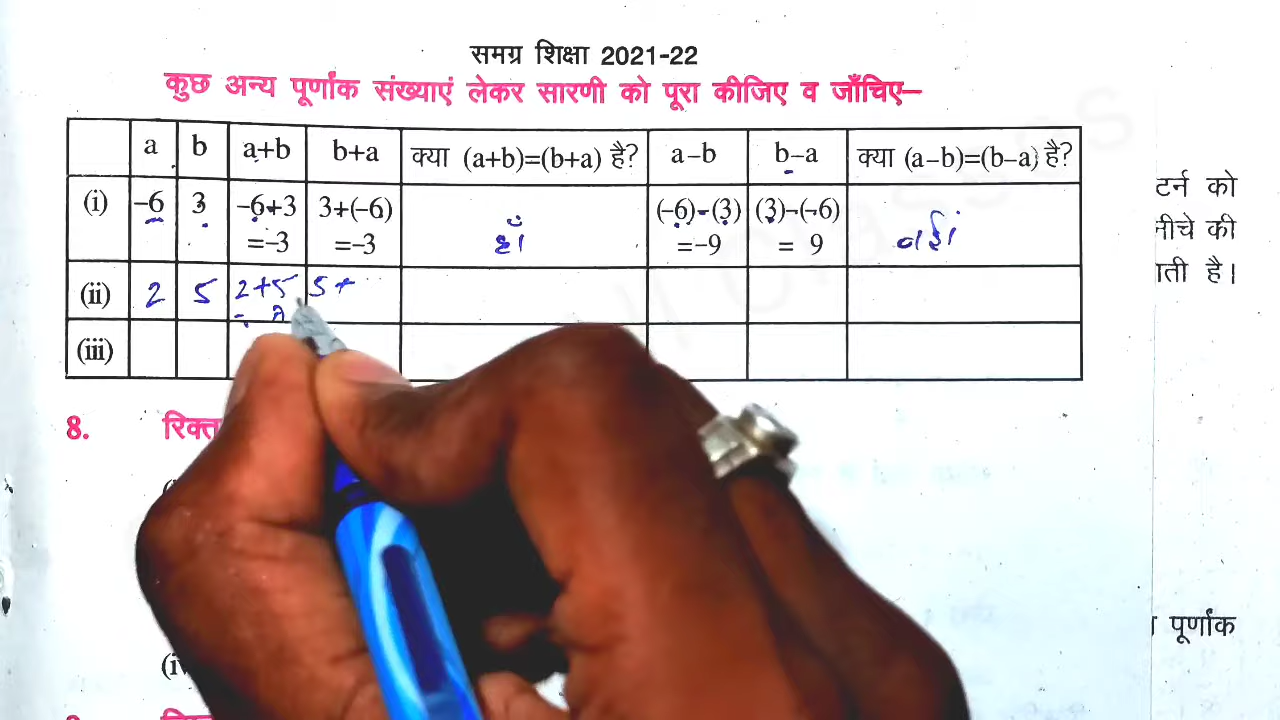 समग्र शिक्षा 2021-22
कुछ अन्य पूर्णांक संख्याएं लेकर सारणी को पूरा कीजिए व जाँचिए–
a b a+b b+a क्या (a+b)=(b+a) है? a–b b–a क्या (a–b)=(b–a) है?
(i) –6 3 –6+3 3+(–6) हाँ (–6)–(3) (3)–(–6) नहीं
=–3 =–3 =–9 = 9
(ii) 2 5 2+5 5+
(iii)
8. रिक्त
टर्न को
नीचे की
ाती है।
पूर्णांक